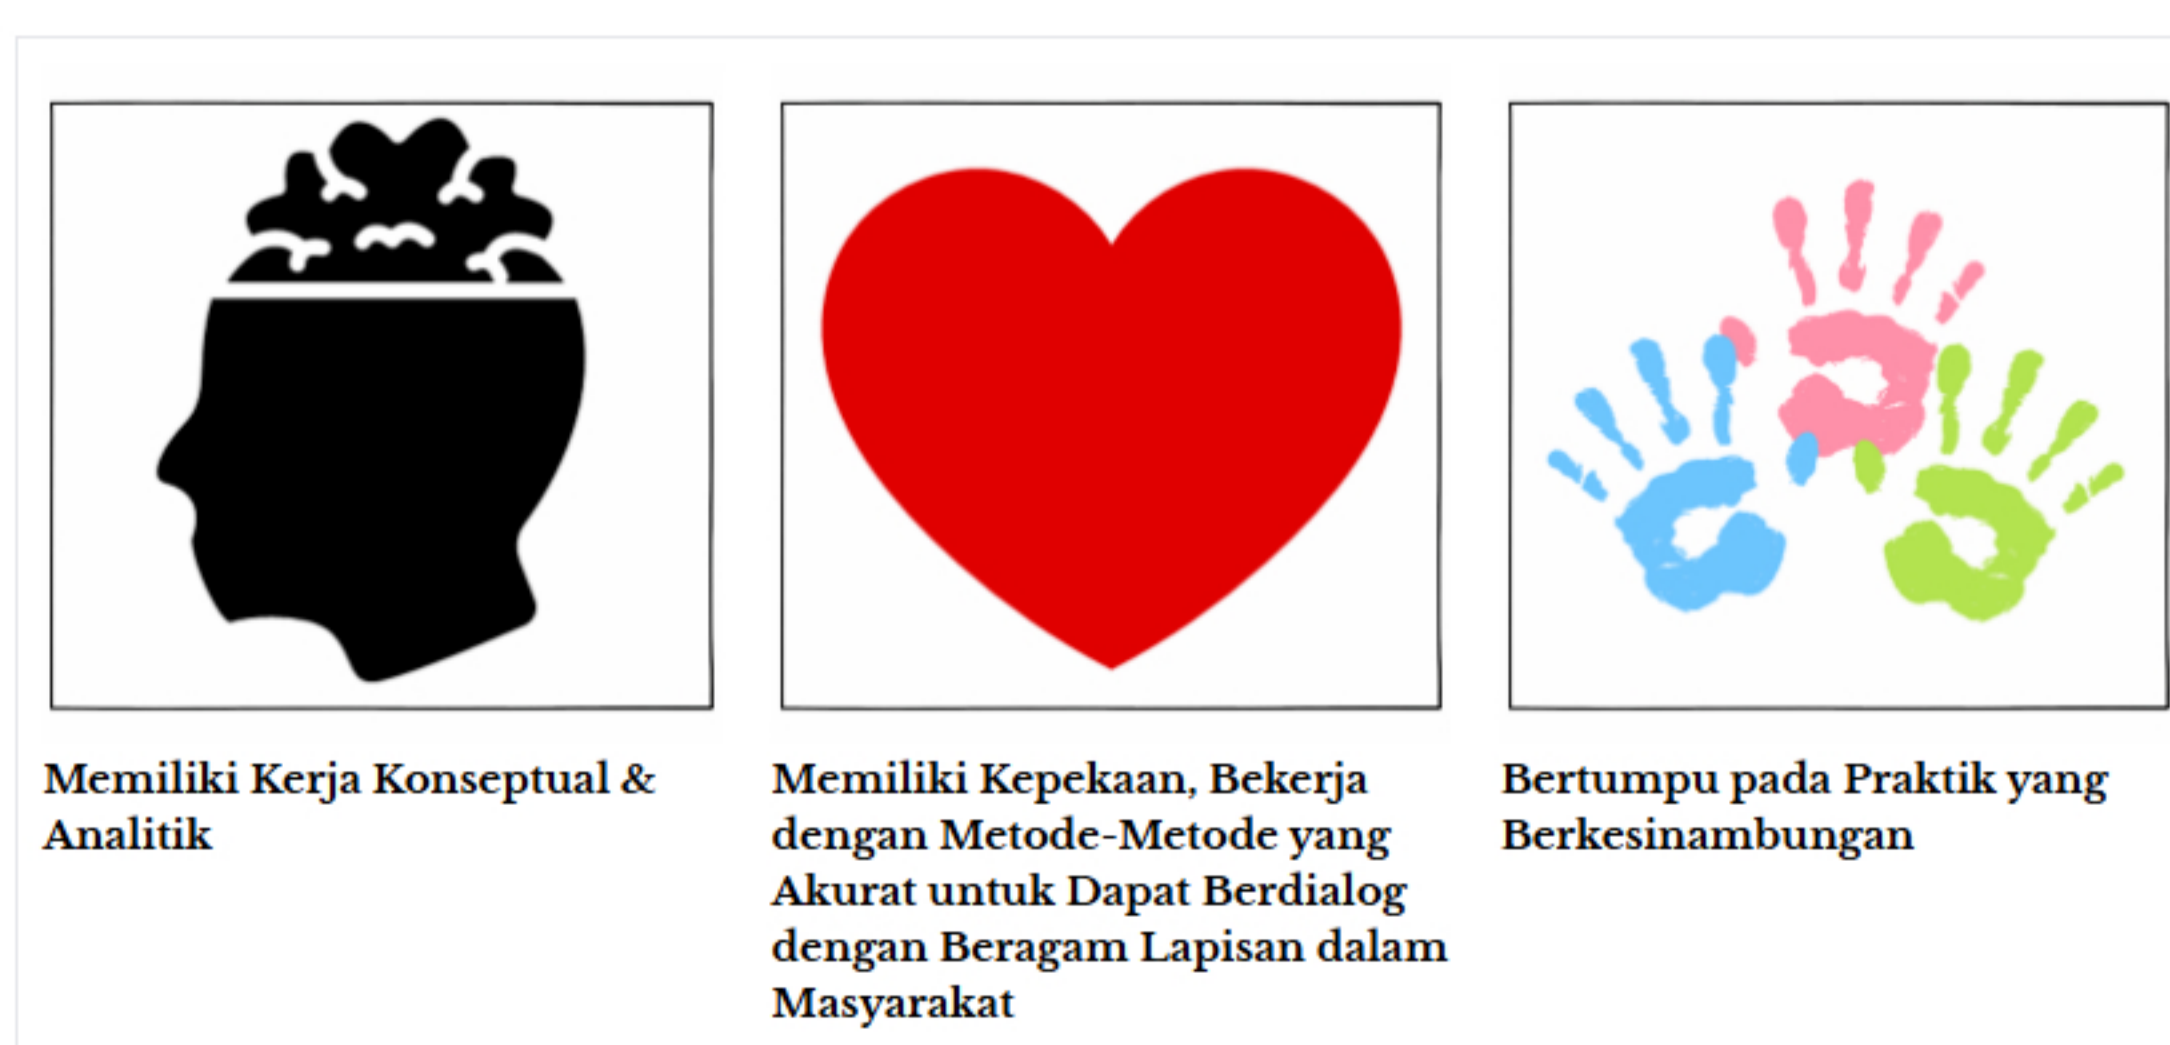 Memiliki Kerja Konseptual &
Analitik
Memiliki Kepekaan, Bekerja
dengan Metode-Metode yang
Akurat untuk Dapat Berdialog
dengan Beragam Lapisan dalam
Masyarakat
Bertumpu pada Praktik yang
Berkesinambungan